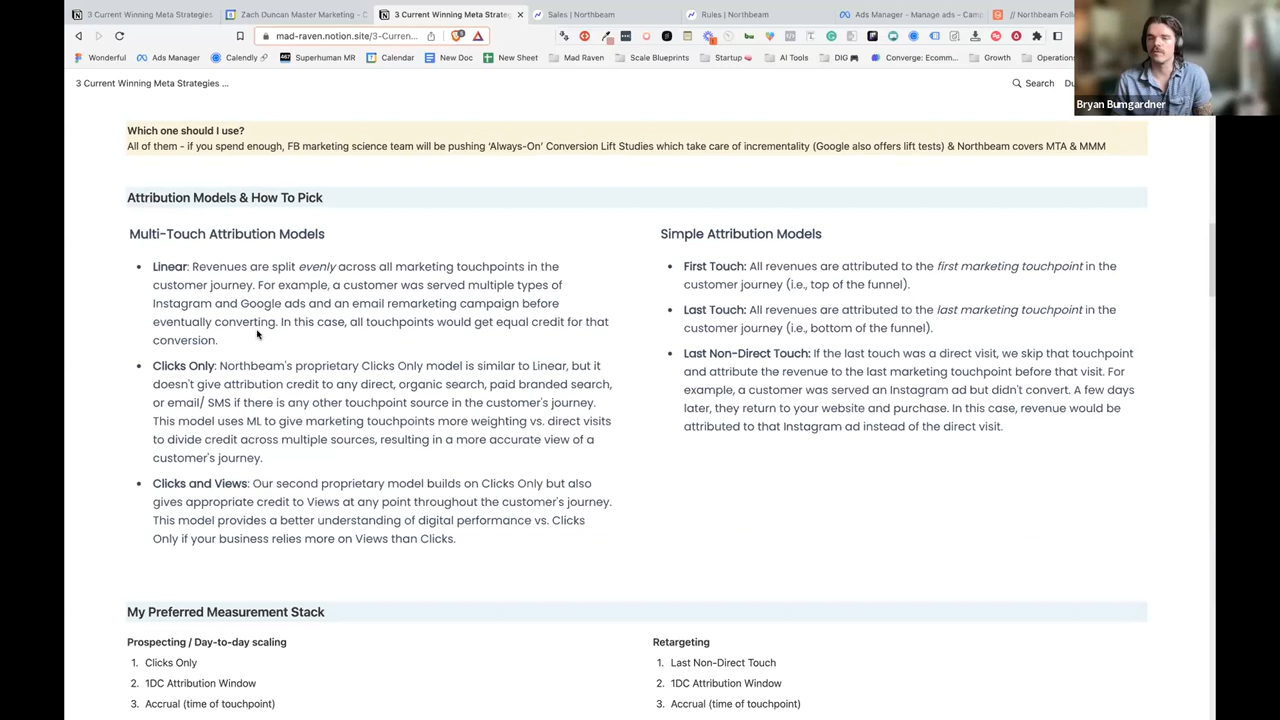 3 Current Winning Meta Strategies
Zach Duncan Master Marketing - C
3 Current Winning Meta Strateg
Sales | Northbeam
Rules | Northbeam
Ads Manager - Manage ads - Camp
// Northbeam Follo
mad-raven.notion.site/3-Curren...
Wonderful
Ads Manager
Calendly
Superhuman MR
Calendar
New Doc
New Sheet
Mad Raven
Scale Blueprints
Startup
AI Tools
DIG
Converge: Ecomm...
Growth
Operations
3 Current Winning Meta Strategies ...
Search
Du
Bryan Bumgardner
Which one should I use?
All of them - if you spend enough, FB marketing science team will be pushing ‘Always-On’ Conversion Lift Studies which take care of incrementality (Google also offers lift tests) & Northbeam covers MTA & MMM
Attribution Models & How To Pick
Multi-Touch Attribution Models
• Linear: Revenues are split evenly across all marketing touchpoints in the
customer journey. For example, a customer was served multiple types of
Instagram and Google ads and an email remarketing campaign before
eventually converting. In this case, all touchpoints would get equal credit for that
conversion.
• Clicks Only: Northbeam's proprietary Clicks Only model is similar to Linear, but it
doesn't give attribution credit to any direct, organic search, paid branded search,
or email/ SMS if there is any other touchpoint source in the customer's journey.
This model uses ML to give marketing touchpoints more weighting vs. direct visits
to divide credit across multiple sources, resulting in a more accurate view of a
customer's journey.
• Clicks and Views: Our second proprietary model builds on Clicks Only but also
gives appropriate credit to Views at any point throughout the customer's journey.
This model provides a better understanding of digital performance vs. Clicks
Only if your business relies more on Views than Clicks.
Simple Attribution Models
• First Touch: All revenues are attributed to the first marketing touchpoint in the
customer journey (i.e., top of the funnel).
• Last Touch: All revenues are attributed to the last marketing touchpoint in the
customer journey (i.e., bottom of the funnel).
• Last Non-Direct Touch: If the last touch was a direct visit, we skip that touchpoint
and attribute the revenue to the last marketing touchpoint before that visit. For
example, a customer was served an Instagram ad but didn't convert. A few days
later, they return to your website and purchase. In this case, revenue would be
attributed to that Instagram ad instead of the direct visit.
My Preferred Measurement Stack
Prospecting / Day-to-day scaling
1. Clicks Only
2. 1DC Attribution Window
3. Accrual (time of touchpoint)
Retargeting
1. Last Non-Direct Touch
2. 1DC Attribution Window
3. Accrual (time of touchpoint)